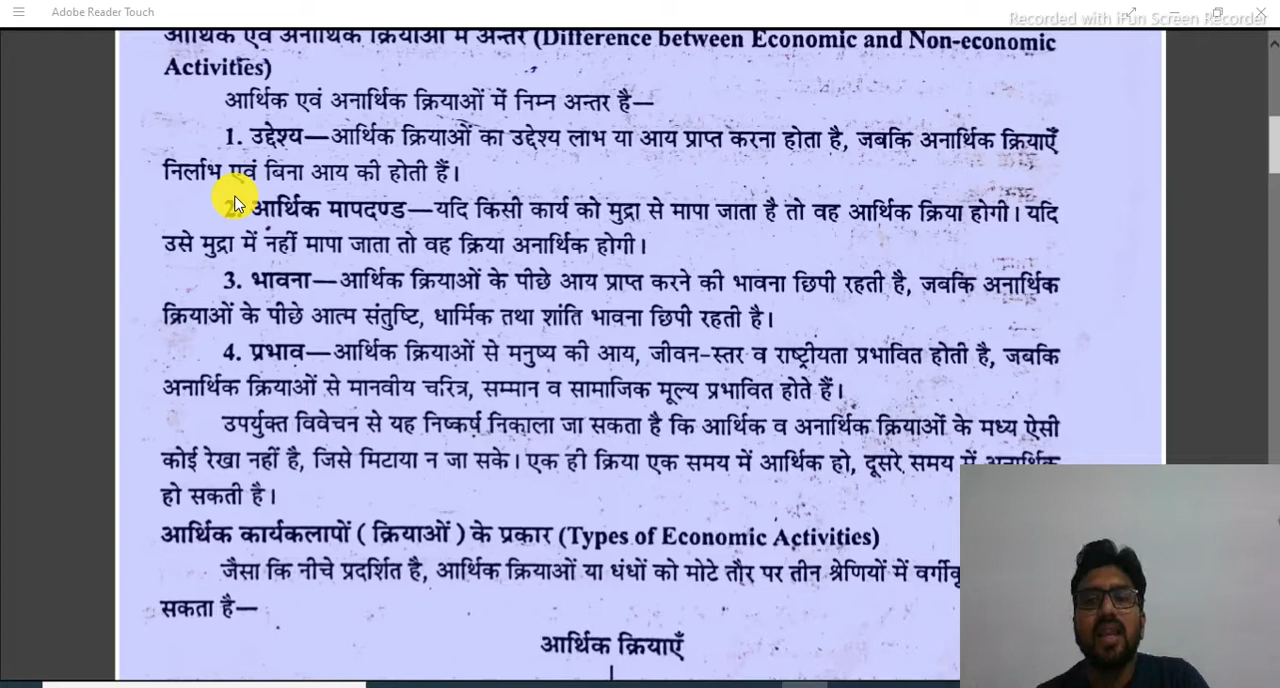 Adobe Reader Touch
Recorded with iFun Screen Recorder
आर्थिक एवं अनार्थिक क्रियाओं में अन्तर (Difference between Economic and Non-economic
Activities)
आर्थिक एवं अनार्थिक क्रियाओं में निम्न अन्तर है—
1. उद्देश्य—आर्थिक क्रियाओं का उद्देश्य लाभ या आय प्राप्त करना होता है, जबकि अनार्थिक क्रियाएँ
निर्लाभ एवं बिना आय की होती हैं।
2. आर्थिक मापदण्ड—यदि किसी कार्य को मुद्रा से मापा जाता है तो वह आर्थिक क्रिया होगी। यदि
उसे मुद्रा में नहीं मापा जाता तो वह क्रिया अनार्थिक होगी।
3. भावना—आर्थिक क्रियाओं के पीछे आय प्राप्त करने की भावना छिपी रहती है, जबकि अनार्थिक
क्रियाओं के पीछे आत्म संतुष्टि, धार्मिक तथा शांति भावना छिपी रहती है।
4. प्रभाव—आर्थिक क्रियाओं से मनुष्य की आय, जीवन-स्तर व राष्ट्रीयता प्रभावित होती है, जबकि
अनार्थिक क्रियाओं से मानवीय चरित्र, सम्मान व सामाजिक मूल्य प्रभावित होते हैं।
उपर्युक्त विवेचन से यह निष्कर्ष निकाला जा सकता है कि आर्थिक व अनार्थिक क्रियाओं के मध्य ऐसी
कोई रेखा नहीं है, जिसे मिटाया न जा सके। एक ही क्रिया एक समय में आर्थिक हो, दूसरे समय में अनार्थिक
हो सकती है।
आर्थिक कार्यकलापों (क्रियाओं) के प्रकार (Types of Economic Activities)
जैसा कि नीचे प्रदर्शित है, आर्थिक क्रियाओं या धंधों को मोटे तौर पर तीन श्रेणियों में
सकता है—
आर्थिक क्रियाएँ